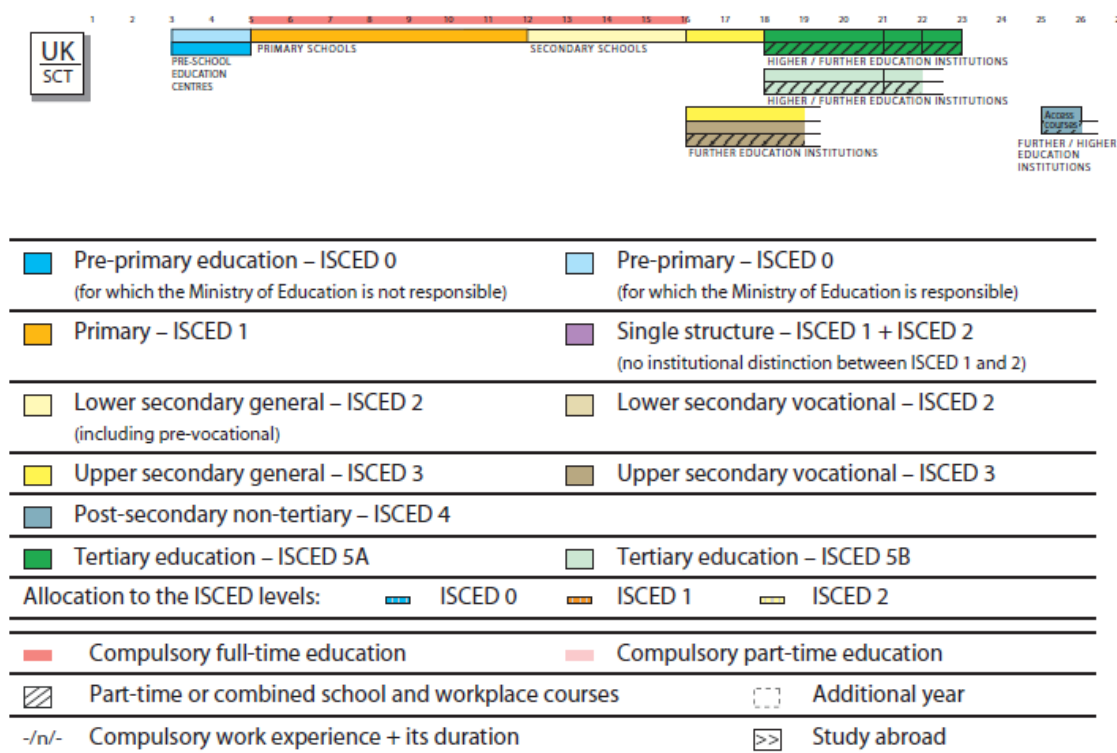 1 2 3 4 5 6 7 8 9 10 11 12 13 14 15 16 17 18 19 20 21 22 23 24 25 26
UK
SCT
PRE-SCHOOL
EDUCATION
CENTRES
PRIMARY SCHOOLS
SECONDARY SCHOOLS
HIGHER / FURTHER EDUCATION INSTITUTIONS
HIGHER / FURTHER EDUCATION INSTITUTIONS
FURTHER EDUCATION INSTITUTIONS
Access
courses
FURTHER / HIGHER
EDUCATION
INSTITUTIONS
Pre-primary education – ISCED 0
(for which the Ministry of Education is not responsible)
Pre-primary – ISCED 0
(for which the Ministry of Education is responsible)
Primary – ISCED 1
Single structure – ISCED 1 + ISCED 2
(no institutional distinction between ISCED 1 and 2)
Lower secondary general – ISCED 2
(including pre-vocational)
Lower secondary vocational – ISCED 2
Upper secondary general – ISCED 3
Upper secondary vocational – ISCED 3
Post-secondary non-tertiary – ISCED 4
Tertiary education – ISCED 5A
Tertiary education – ISCED 5B
Allocation to the ISCED levels: ISCED 0 ISCED 1 ISCED 2
Compulsory full-time education
Compulsory part-time education
Part-time or combined school and workplace courses
Additional year
-/n/- Compulsory work experience + its duration
>> Study abroad